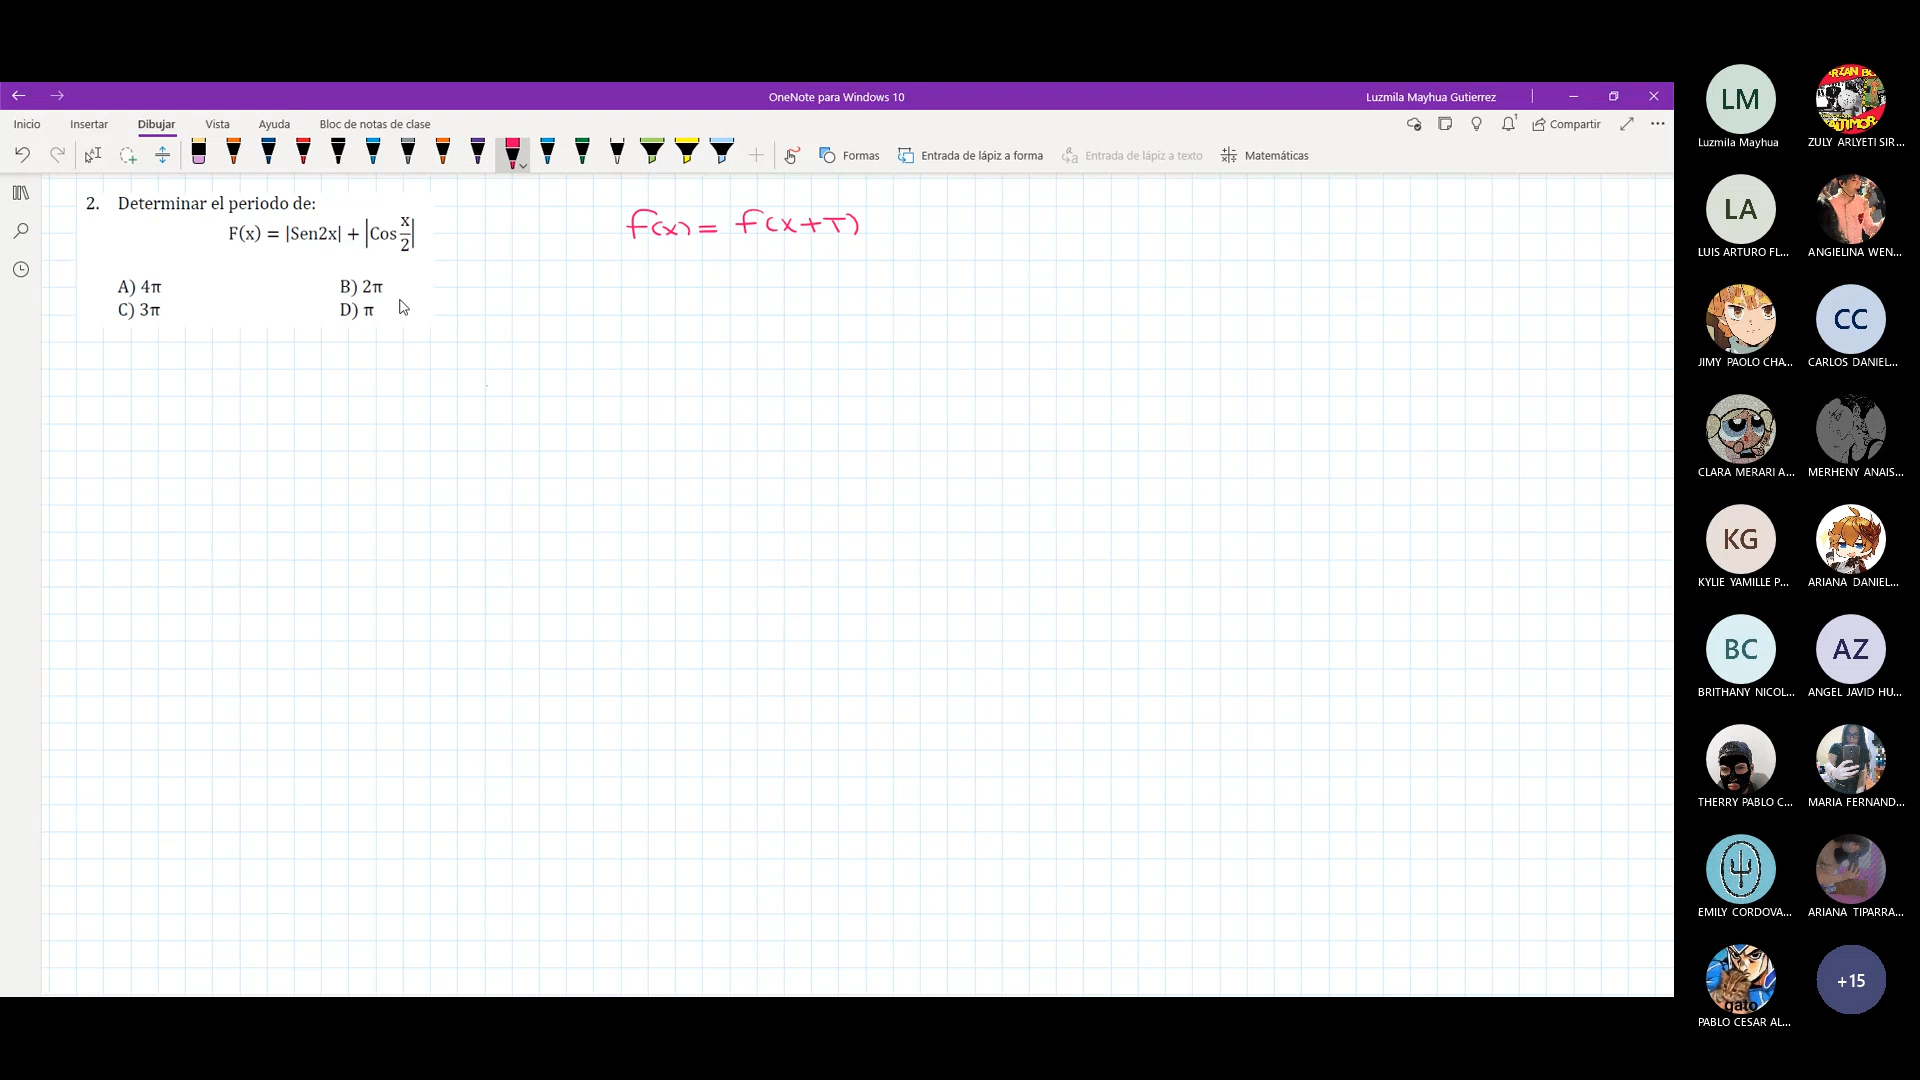 OneNote para Windows 10
Luzmila Mayhua Gutierrez
Inicio Insertar Dibujar Vista Ayuda Bloc de notas de clase
Compartir
Formas Entrada de lápiz a forma Entrada de lápiz a texto Matemáticas
2. Determinar el periodo de:
F(x) = |Sen2x| + |Cos x/2|
A) 4π B) 2π
C) 3π D) π
f(x) = f(x+T)
LM
Luzmila Mayhua
RZAN BO
ZULY ARLYETI SIR...
LA
LUIS ARTURO FL...
ANGIELINA WEN...
JIMY PAOLO CHA...
CC
CARLOS DANIEL...
CLARA MERARI A...
MERHENY ANAIS...
KG
KYLIE YAMILLE P...
ARIANA DANIEL...
BC
BRITHANY NICOL...
AZ
ANGEL JAVID HU...
THERRY PABLO C...
MARIA FERNAND...
EMILY CORDOVA...
ARIANA TIPARRA...
gato
PABLO CESAR AL...
+15